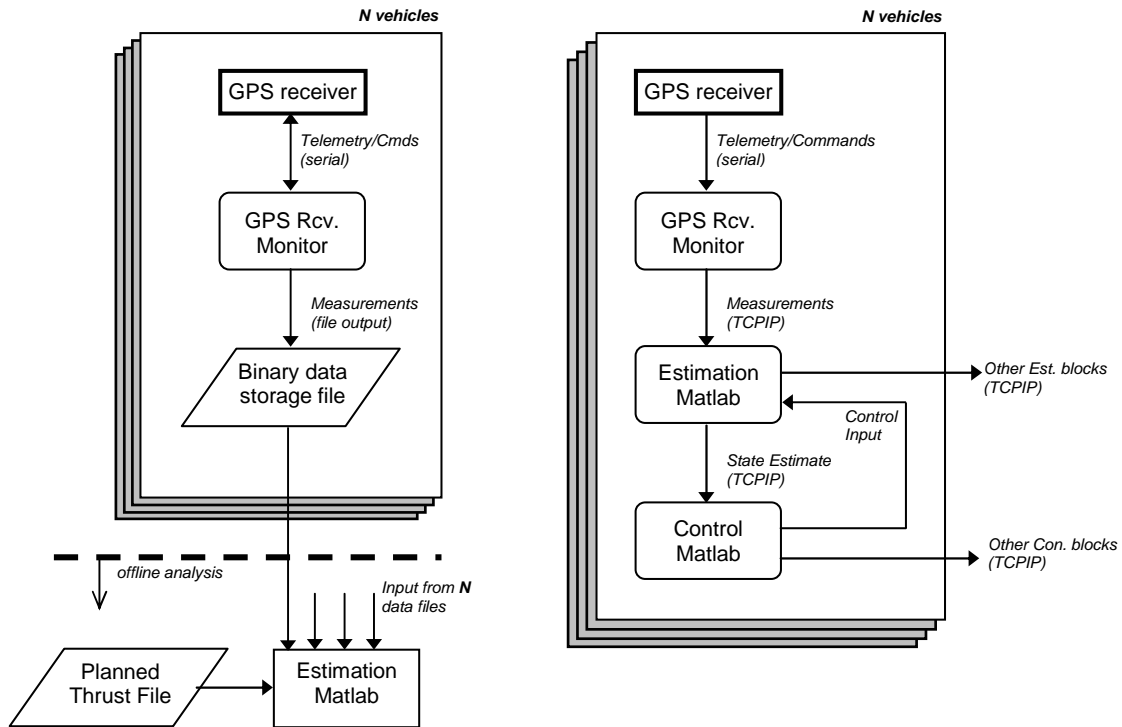 N vehicles
GPS receiver
Telemetry/Cmds
(serial)
GPS Rcv.
Monitor
Measurements
(file output)
Binary data
storage file
offline analysis
Input from N
data files
Planned
Thrust File
Estimation
Matlab
N vehicles
GPS receiver
Telemetry/Commands
(serial)
GPS Rcv.
Monitor
Measurements
(TCPIP)
Estimation
Matlab
Other Est. blocks
(TCPIP)
Control
Input
State Estimate
(TCPIP)
Control
Matlab
Other Con. blocks
(TCPIP)